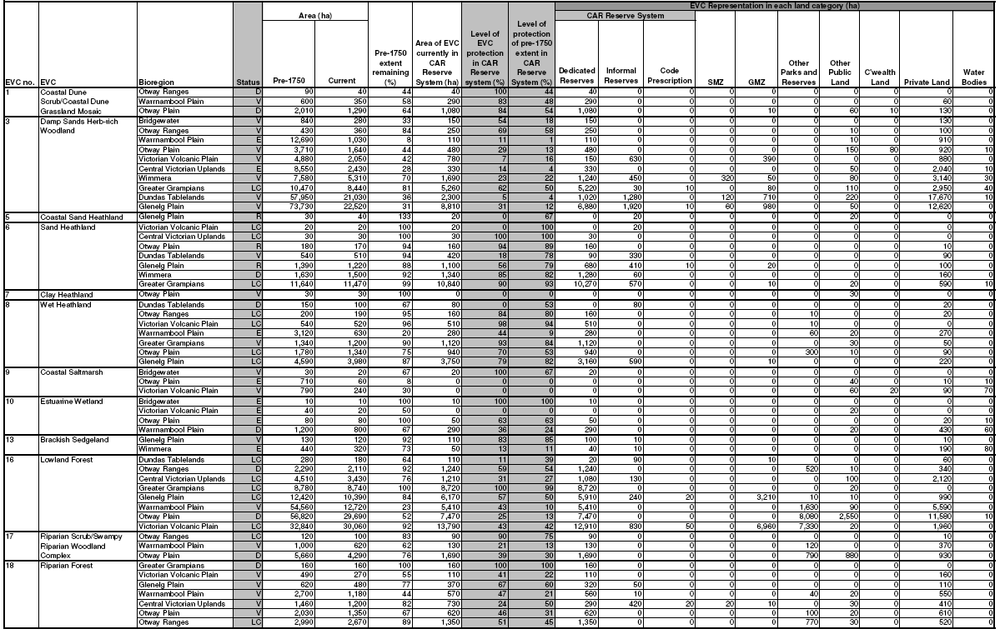 EVC Representation in each land category (ha)
Area (ha) CAR Reserve System
EVC no. EVC Bioregion Status Pre-1750 Current Pre-1750 extent remaining (%) Area of EVC currently in CAR Reserve System (ha) Level of EVC protection in CAR Reserve system (%) Level of protection of pre-1750 extent in CAR Reserve System (%) Dedicated Reserves Informal Reserves Code Prescription SMZ GMZ Other Parks and Reserves Other Public Land C'wealth Land Private Land Water Bodies
1 Coastal Dune Otway Ranges D 90 40 44 40 100 44 40 0 0 0 0 0 0 0 0 0
Scrub/Coastal Dune Warrnambool Plain V 600 350 58 290 83 48 290 0 0 0 0 0 0 0 60 0
Grassland Mosaic Otway Plain D 2,010 1,290 64 1,080 84 54 1,080 0 0 0 10 0 60 10 130 0
3 Damp Sands Herb-rich Bridgewater V 840 280 33 150 54 18 150 0 0 0 0 0 0 0 130 0
Woodland Otway Ranges V 430 360 84 250 69 58 250 0 0 0 0 0 10 0 100 0
Warrnambool Plain E 12,690 1,030 8 110 11 1 110 0 0 0 0 0 10 0 910 0
Otway Plain V 3,710 1,640 44 480 29 13 480 0 0 0 0 0 150 80 920 10
Victorian Volcanic Plain V 4,880 2,050 42 780 7 16 150 630 0 0 390 0 0 0 880 0
Central Victorian Uplands E 8,550 2,430 28 330 14 4 330 0 0 0 0 0 50 0 2,040 10
Wimmera V 7,580 5,310 70 1,690 23 22 1,240 450 0 320 50 0 80 0 3,140 30
Greater Grampians LC 10,470 8,440 81 5,260 62 50 5,220 30 10 0 80 0 110 0 2,950 40
Dundas Tablelands V 57,950 21,030 36 2,300 5 4 1,020 1,280 0 120 710 0 220 0 17,670 10
Glenelg Plain V 73,730 22,520 31 8,810 31 12 6,880 1,920 10 60 980 0 50 0 12,620 0
5 Coastal Sand Heathland Glenelg Plain R 30 40 133 20 0 67 0 20 0 0 0 0 20 0 0 0
6 Sand Heathland Victorian Volcanic Plain LC 20 20 100 20 0 100 0 20 0 0 0 0 0 0 0 0
Central Victorian Uplands LC 30 30 100 30 100 100 30 0 0 0 0 0 0 0 0 0
Otway Plain R 180 170 94 160 94 89 160 0 0 0 0 0 0 0 10 0
Dundas Tablelands V 540 510 94 420 18 78 90 330 0 0 0 0 0 0 90 0
Glenelg Plain R 1,390 1,220 88 1,100 56 79 680 410 10 0 20 0 0 0 100 0
Wimmera D 1,630 1,500 92 1,340 85 82 1,280 60 0 0 0 0 0 0 160 0
Greater Grampians LC 11,640 11,470 99 10,840 90 93 10,270 570 0 0 10 0 20 0 590 10
7 Clay Heathland Otway Plain V 30 30 100 0 0 0 0 0 0 0 0 0 30 0 0 0
8 Wet Heathland Dundas Tablelands D 150 100 67 80 0 53 0 80 0 0 0 0 0 0 20 0
Otway Ranges LC 200 190 95 160 84 80 160 0 0 0 0 10 0 0 20 0
Victorian Volcanic Plain LC 540 520 96 510 98 94 510 0 0 0 0 10 0 0 0 0
Warrnambool Plain E 3,120 630 20 280 44 9 280 0 0 0 0 60 20 0 270 0
Greater Grampians V 1,340 1,200 90 1,120 93 84 1,120 0 0 0 0 0 30 0 50 0
Otway Plain LC 1,780 1,340 75 940 70 53 940 0 0 0 0 300 10 0 90 0
Glenelg Plain LC 4,590 3,980 87 3,750 79 82 3,160 590 0 0 10 0 0 0 220 0
9 Coastal Saltmarsh Bridgewater V 30 20 67 20 100 67 20 0 0 0 0 0 0 0 0 0
Otway Plain E 710 60 8 0 0 0 0 0 0 0 0 0 40 0 10 10
Victorian Volcanic Plain V 790 240 30 0 0 0 0 0 0 0 0 0 60 20 90 70
10 Estuarine Wetland Bridgewater E 10 10 100 10 100 100 10 0 0 0 0 0 0 0 0 0
Victorian Volcanic Plain E 40 20 50 0 0 0 0 0 0 0 0 0 20 0 0 0
Otway Plain E 80 80 100 50 63 63 50 0 0 0 0 0 0 0 20 10
Warrnambool Plain D 1,200 800 67 290 36 24 290 0 0 0 0 0 20 0 430 60
13 Brackish Sedgeland Glenelg Plain V 130 120 92 110 83 85 100 10 0 0 0 0 0 0 10 0
Wimmera E 440 320 73 50 13 11 40 10 0 0 0 0 0 0 190 80
16 Lowland Forest Dundas Tablelands LC 280 180 64 110 11 39 20 90 0 0 10 0 0 0 60 0
Otway Ranges D 2,290 2,110 92 1,240 59 54 1,240 0 0 0 0 520 10 0 340 0
Central Victorian Uplands LC 4,510 3,430 76 1,210 31 27 1,080 130 0 0 0 0 100 0 2,120 0
Greater Grampians LC 8,780 8,740 100 8,720 100 99 8,720 0 0 0 0 0 20 0 0 0
Glenelg Plain LC 12,420 10,390 84 6,170 57 50 5,910 240 20 0 3,210 10 10 0 990 0
Warrnambool Plain V 54,560 12,720 23 5,410 43 10 5,410 0 0 0 0 1,630 90 0 5,590 0
Otway Plain D 56,820 29,690 52 7,470 25 13 7,470 0 0 0 0 8,080 2,550 0 11,580 10
Victorian Volcanic Plain LC 32,840 30,060 92 13,790 43 42 12,910 830 50 0 6,960 7,330 20 0 1,960 0
17 Riparian Scrub/Swampy Otway Ranges LC 120 100 83 90 90 75 90 0 0 0 0 0 0 0 10 0
Riparian Woodland Warrnambool Plain V 1,000 620 62 130 21 13 130 0 0 0 0 120 0 0 370 0
Complex Otway Plain D 5,660 4,290 76 1,690 39 30 1,690 0 0 0 0 790 880 0 930 0
18 Riparian Forest Greater Grampians D 160 160 100 160 100 100 160 0 0 0 0 0 0 0 0 0
Victorian Volcanic Plain V 490 270 55 110 41 22 110 0 0 0 0 0 0 0 160 0
Glenelg Plain V 620 480 77 370 67 60 320 50 0 0 0 0 0 0 110 0
Warrnambool Plain V 2,700 1,180 44 570 47 21 560 10 0 0 0 40 20 0 550 0
Central Victorian Uplands V 1,460 1,200 82 730 24 50 290 420 20 20 10 0 30 0 410 0
Otway Plain V 2,030 1,350 67 620 46 31 620 0 0 0 0 100 20 0 610 0
Otway Ranges LC 2,990 2,670 89 1,350 51 45 1,350 0 0 0 0 770 30 0 520 0